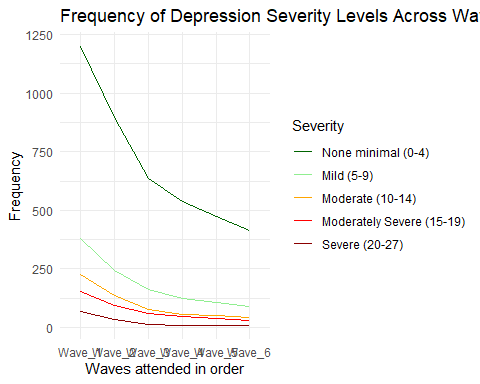 Frequency of Depression Severity Levels Across Wa
1250
1000
750
500
250
0
Frequency
Wave_1 Wave_2 Wave_3 Wave_4 Wave_5 Wave_6
Waves attended in order
Severity
None minimal (0-4)
Mild (5-9)
Moderate (10-14)
Moderately Severe (15-19)
Severe (20-27)